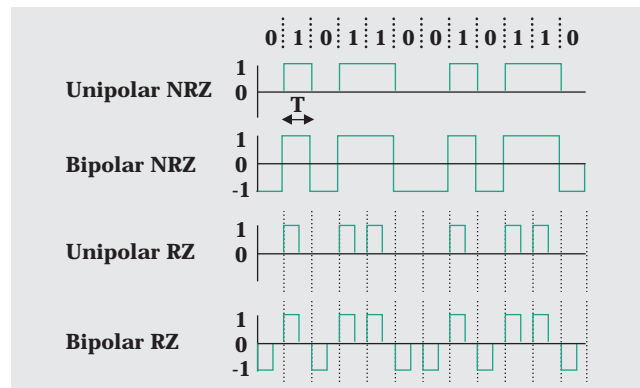 0 1 0 1 1 0 0 1 0 1 1 0
Unipolar NRZ 1 0
T
Bipolar NRZ 1 0 -1
Unipolar RZ 1 0
Bipolar RZ 1 0 -1